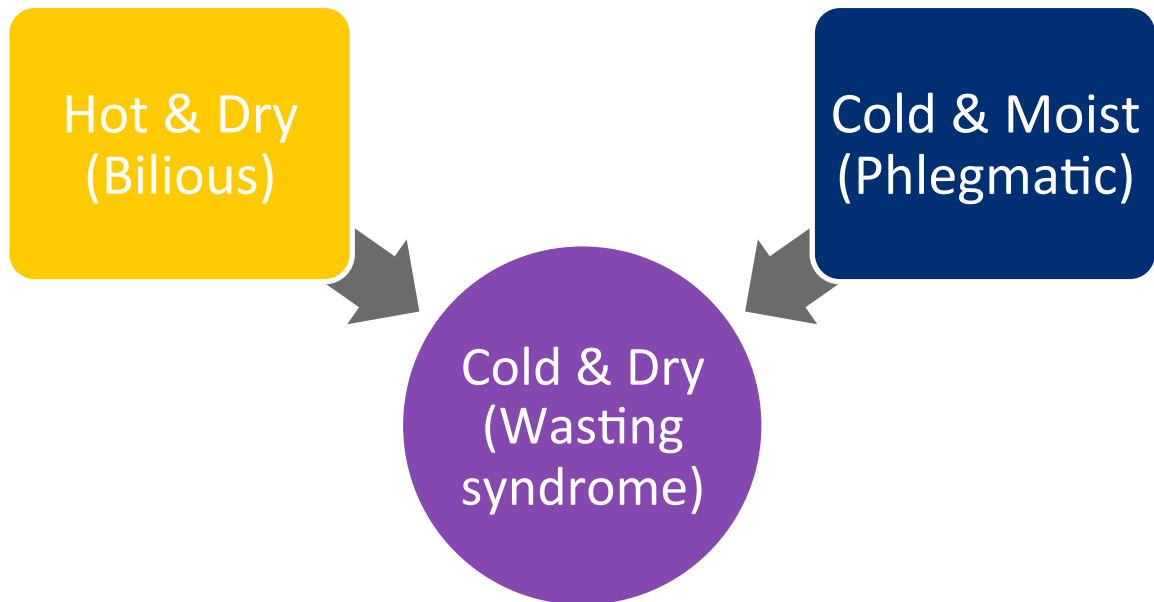 Hot & Dry
(Bilious)
Cold & Moist
(Phlegmatic)
Cold & Dry
(Wasting
syndrome)